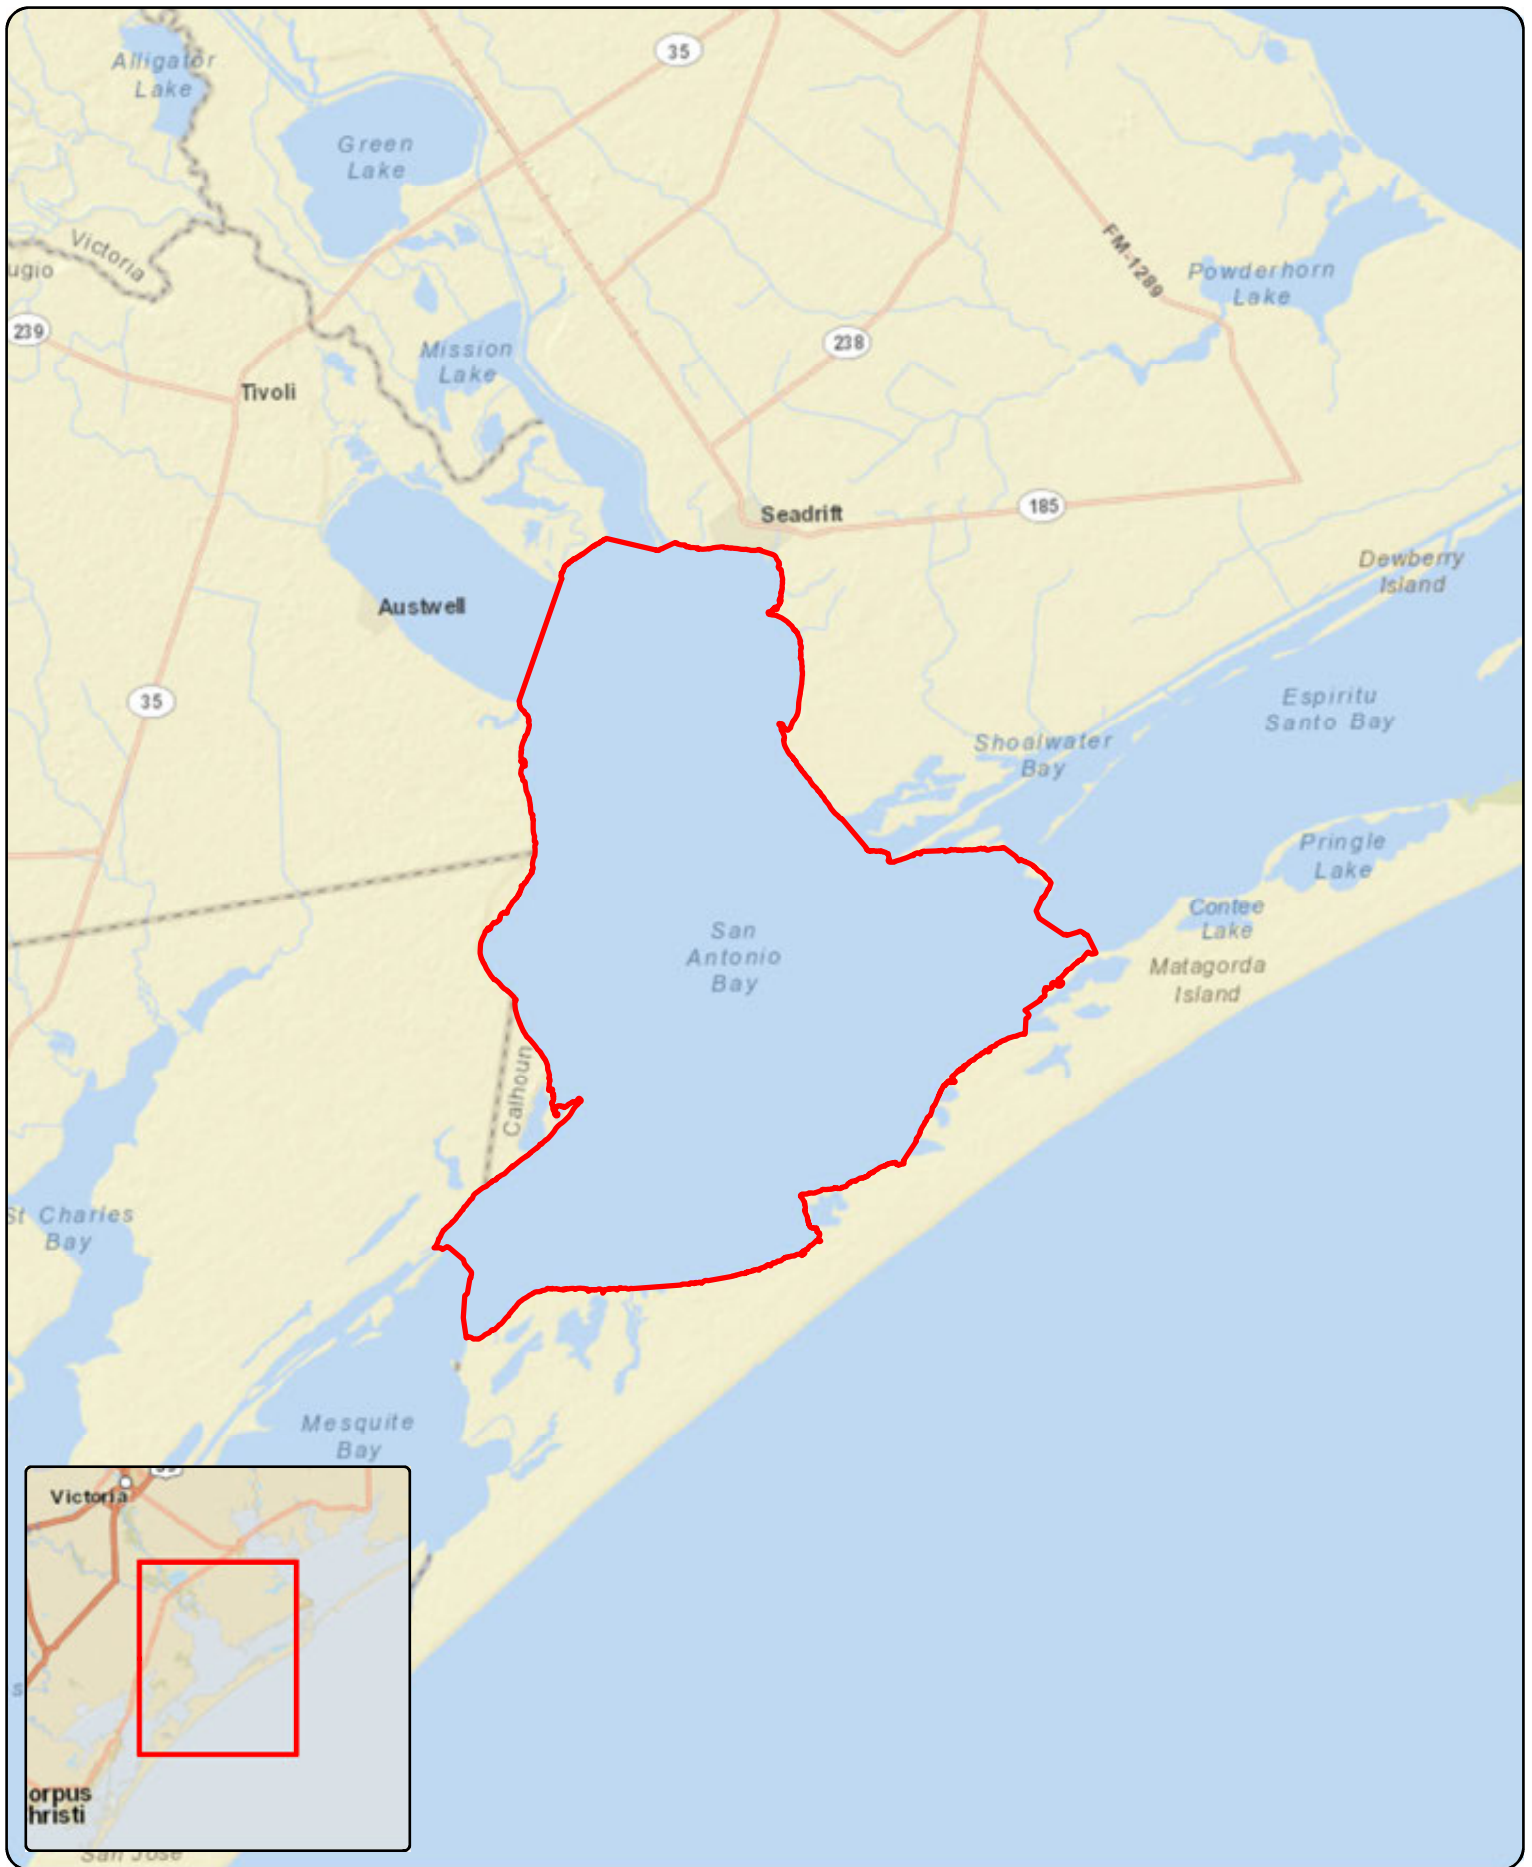 35
Alligator
Lake
Green
Lake
Victoria
ugio
FM-1289
Powderhorn
Lake
239
238
Mission
Lake
Tivoli
Seadrift
185
Dewberry
Island
Austwell
35
Espiritu
Santo Bay
Shoalwater
Bay
Pringle
Lake
Contee
Lake
San
Antonio
Bay
Matagorda
Island
Calhoun
St Charles
Bay
Mesquite
Bay
Victoria
orpus
hristi
San Jose